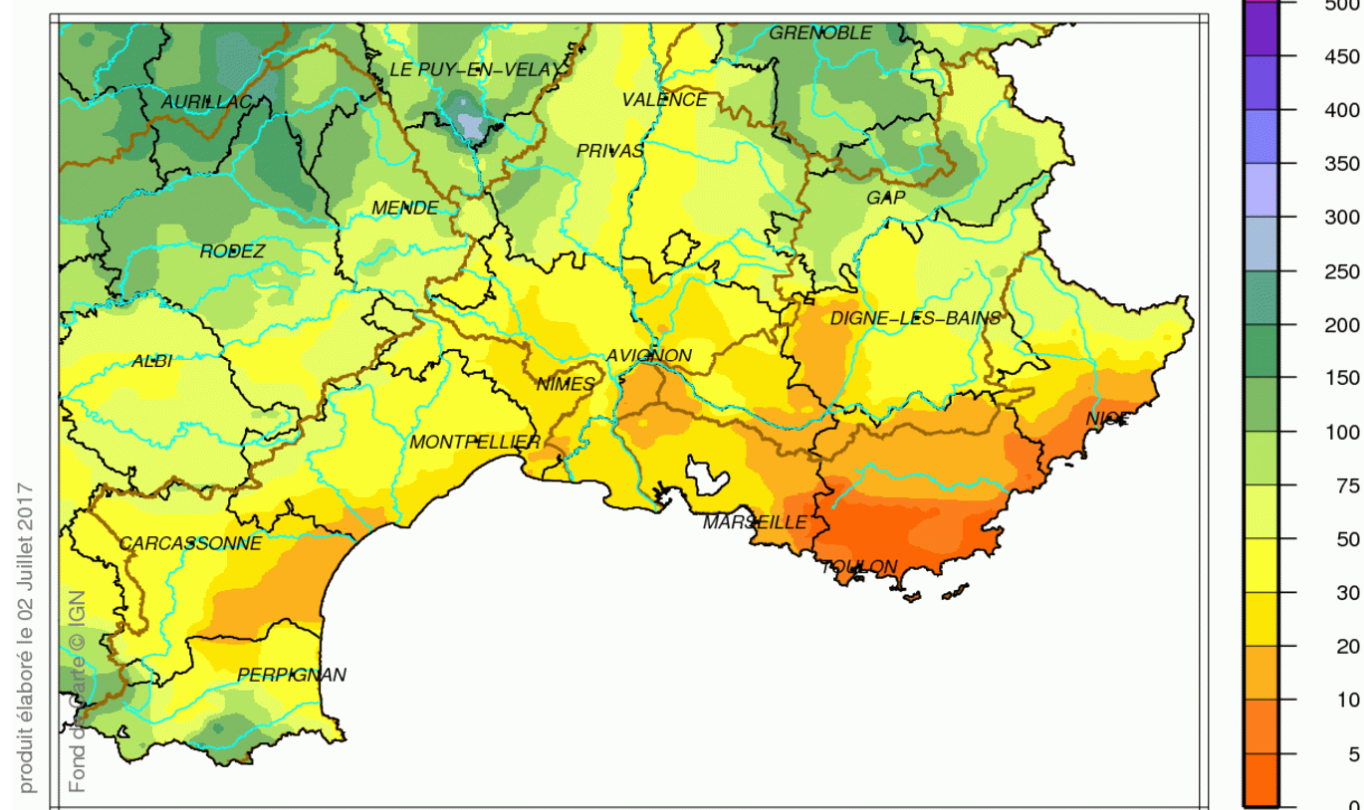 GRENOBLE
LE PUY-EN-VELAY
AURILLAC
VALENCE
PRIVAS
GAP
MENDE
RODEZ
DIGNE-LES-BAINS
ALBI
AVIGNON
NIMES
NICE
MONTPELLIER
MARSEILLE
CARCASSONNE
TOULON
PERPIGNAN
500
450
400
350
300
250
200
150
100
75
50
30
20
10
5
0
produit élaboré le 02 Juillet 2017
Fond de carte © IGN